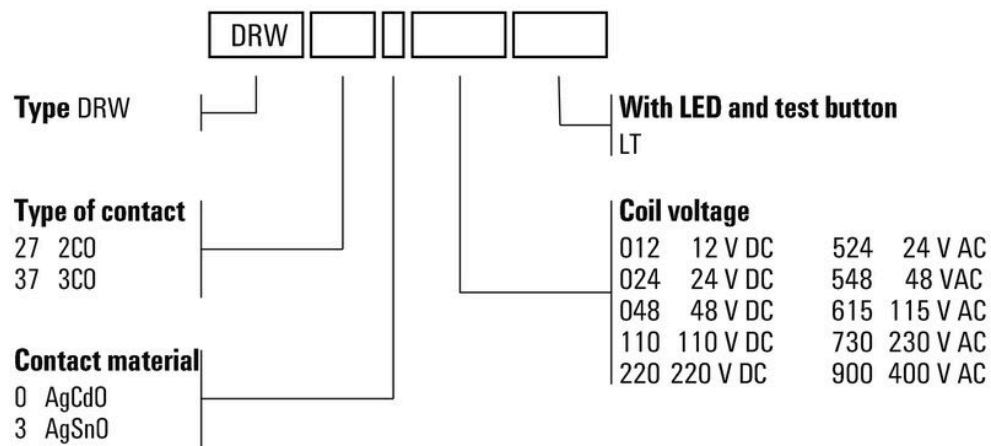 DRW
Type DRW
With LED and test button
LT
Type of contact
27 2CO
37 3CO
Coil voltage
012 12 V DC 524 24 V AC
024 24 V DC 548 48 VAC
048 48 V DC 615 115 V AC
110 110 V DC 730 230 V AC
220 220 V DC 900 400 V AC
Contact material
0 AgCdO
3 AgSnO